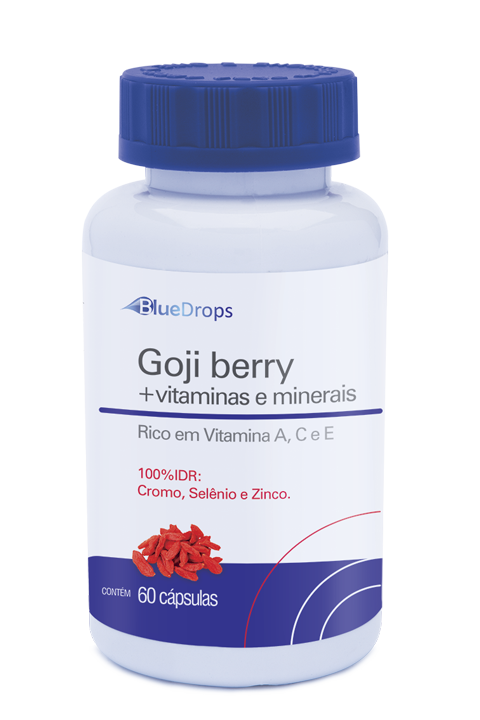 BlueDrops
Goji berry
+vitaminas e minerais
Rico em Vitamina A, C e E
100%IDR:
Cromo, Selênio e Zinco.
CONTÉM 60 cápsulas